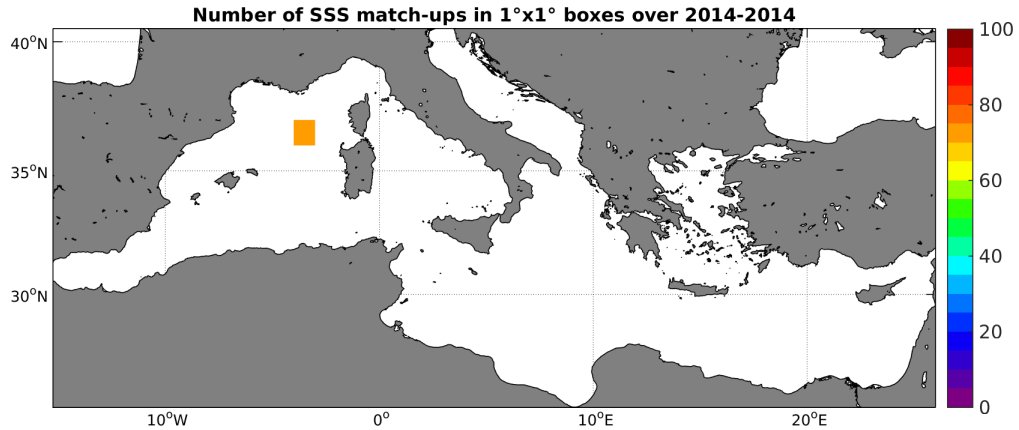 Number of SSS match-ups in 1°x1° boxes over 2014-2014
40°N
35°N
30°N
10°W
0°
10°E
20°E
100
80
60
40
20
0